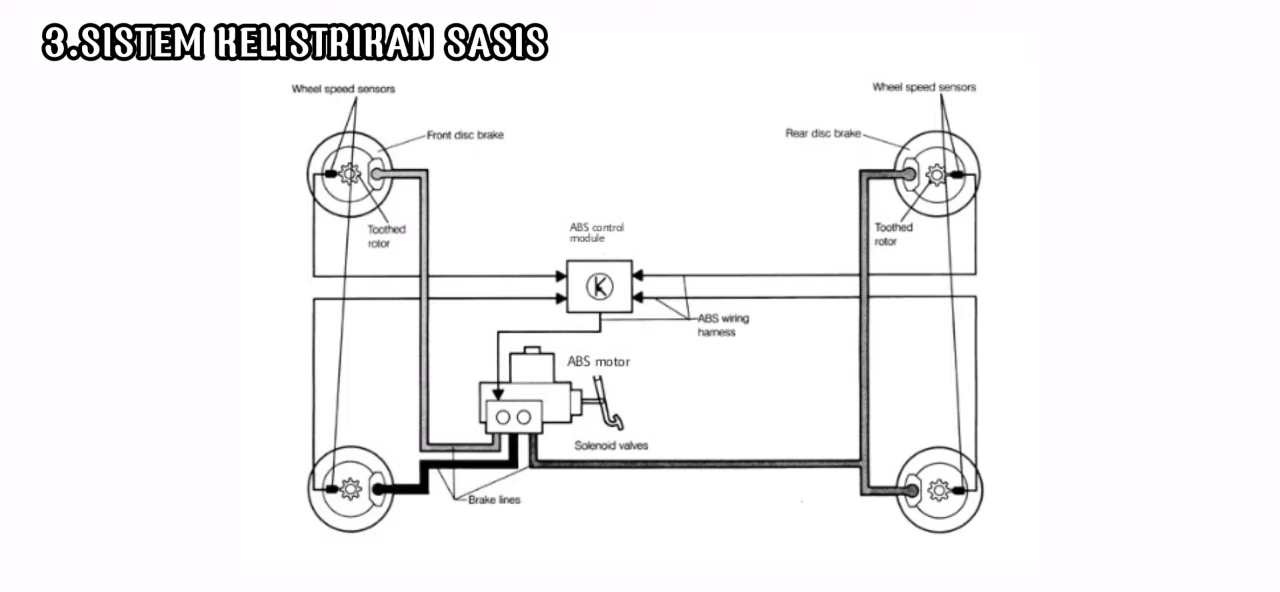 3.SISTEM KELISTRIKAN SASIS
Wheel speed sensors
Wheel speed sensors
Front disc brake
Rear disc brake
Toothed
rotor
ABS control
module
Toothed
rotor
ABS wiring
harness
ABS motor
Solenoid valves
Brake lines